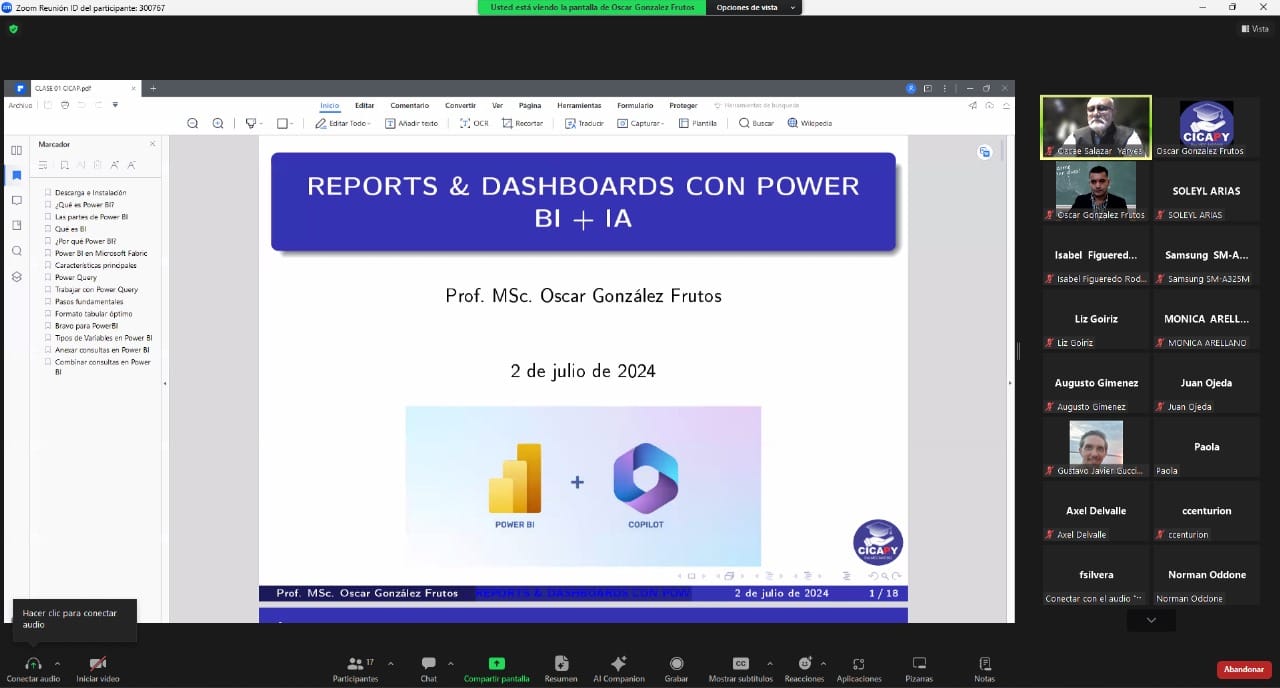 Zoom Reunión ID del participante: 300767
Usted está viendo la pantalla de Oscar Gonzalez Frutos
Opciones de vista
Vista
CLASE 01 CICAP.pdf
Archivo
Inicio
Editar
Comentario
Convertir
Ver
Página
Herramientas
Formulario
Proteger
Herramientas de búsqueda
Editar Todo
Añadir texto
OCR
Recortar
Traducir
Capturar
Plantilla
Buscar
Wikipedia
Marcador
Descarga e Instalación
¿Qué es Power BI?
Las partes de Power BI
Qué es BI
¿Por qué Power BI?
Power BI en Microsoft Fabric
Características principales
Power Query
Trabajar con Power Query
Pasos fundamentales
Formato tabular óptimo
Bravo para PowerBI
Tipos de Variables en Power BI
Anexar consultas en Power BI
Combinar consultas en Power
BI
REPORTS & DASHBOARDS CON POWER
BI + IA
Prof. MSc. Oscar González Frutos
2 de julio de 2024
POWER BI
+
COPILOT
CICAPY
Prof. MSc. Oscar González Frutos
REPORTS & DASHBOARDS CON POW
2 de julio de 2024
1 / 18
CICAPY
Oscar Gonzalez Frutos
Oscar Gonzalez Frutos
SOLEYL ARIAS
SOLEYL ARIAS
Isabel Figuered...
Isabel Figueredo Rod...
Samsung SM-A...
Samsung SM-A325M
Liz Goiriz
Liz Goiriz
MONICA ARELL...
MONICA ARELLANO
Augusto Gimenez
Augusto Gimenez
Juan Ojeda
Juan Ojeda
Gustavo Javier Gucci...
Paola
Paola
Axel Delvalle
Axel Delvalle
ccenturion
ccenturion
fsilvera
Conectar con el audio
Norman Oddone
Norman Oddone
Hacer clic para conectar
audio
Conectar audio
Iniciar video
17
Participantes
Chat
Compartir pantalla
Resumen
AI Companion
Grabar
CC
Mostrar subtítulos
Reacciones
Aplicaciones
Pizarras
Notas
Abandonar